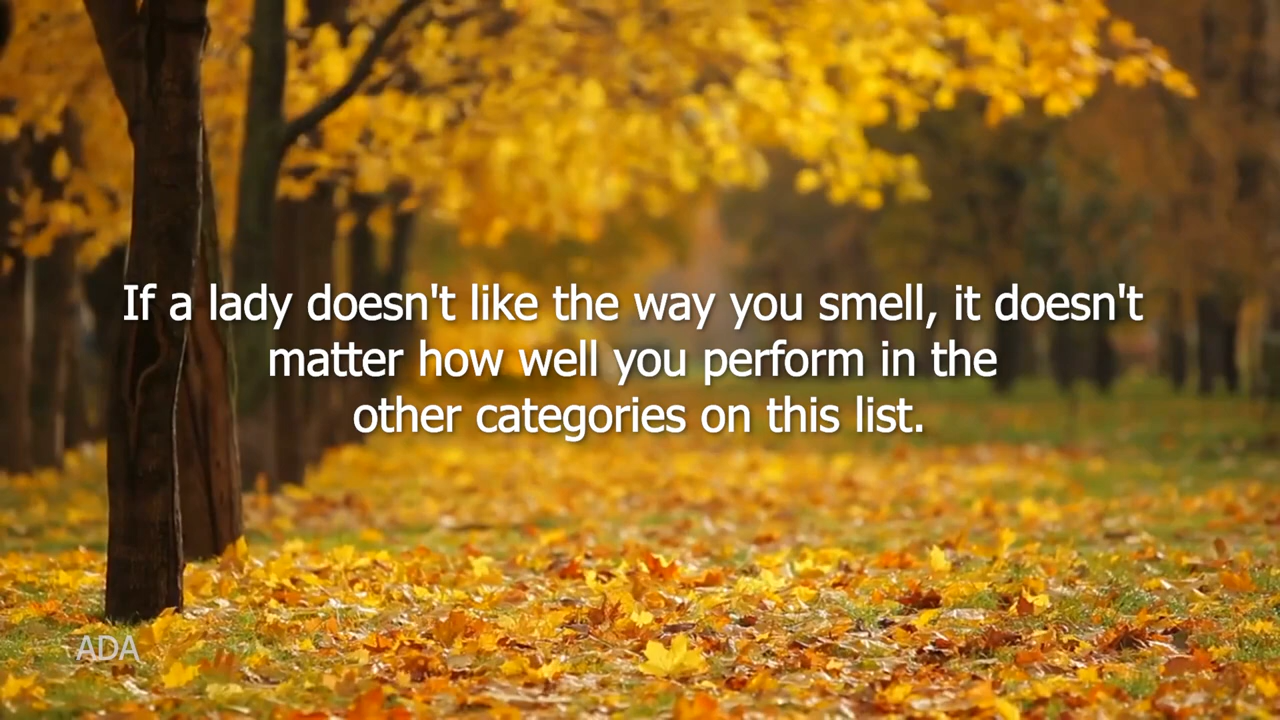 If a lady doesn't like the way you smell, it doesn't
matter how well you perform in the
other categories on this list.
ADA